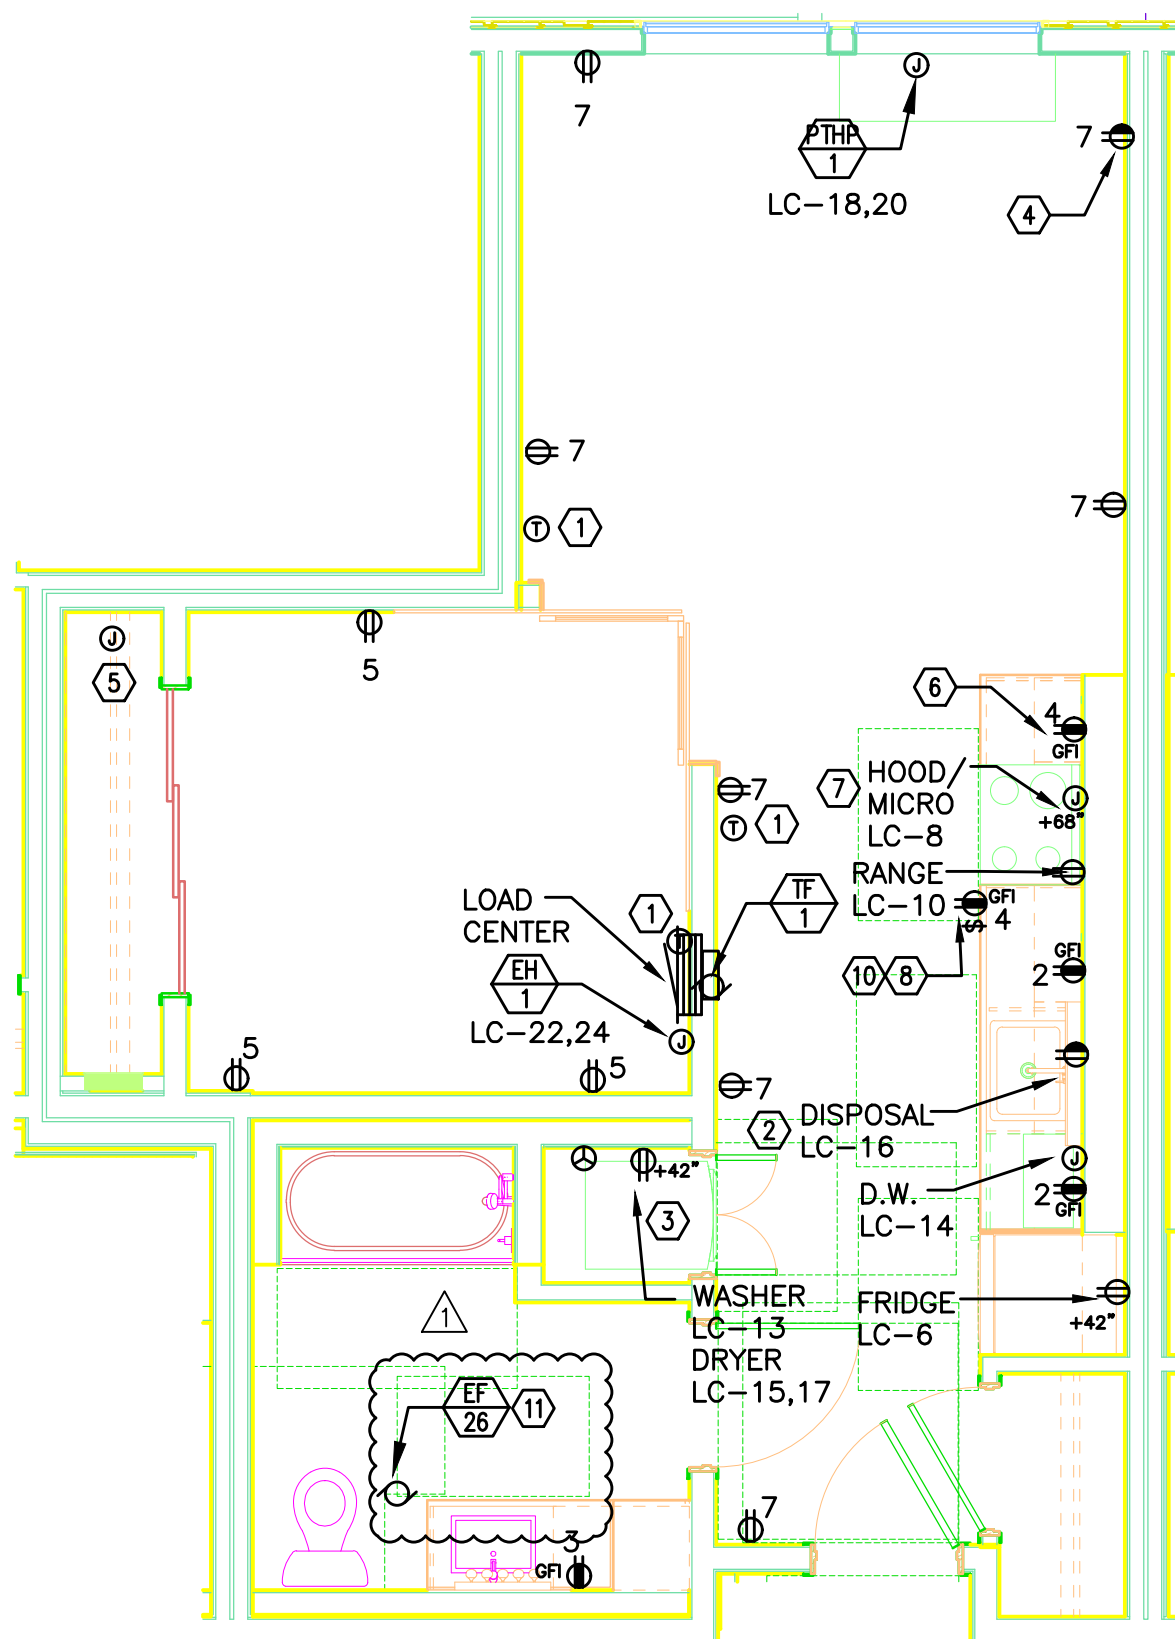 J
7
PTHP
1
LC-18,20
7
4
7
T
1
7
J
5
5
6
4
GFI
7
HOOD/
MICRO
LC-8
J
+68"
7
T
1
RANGE
LC-10
GFI
4
S
TF
1
LOAD
CENTER
1
T
EH
1
LC-22,24
J
10
8
GFI
2
5
5
7
2
DISPOSAL
LC-16
+42"
3
J
D.W.
LC-14
2
GFI
WASHER
LC-13
DRYER
LC-15,17
FRIDGE
LC-6
+42"
1
EF
26
11
7
3
GFI